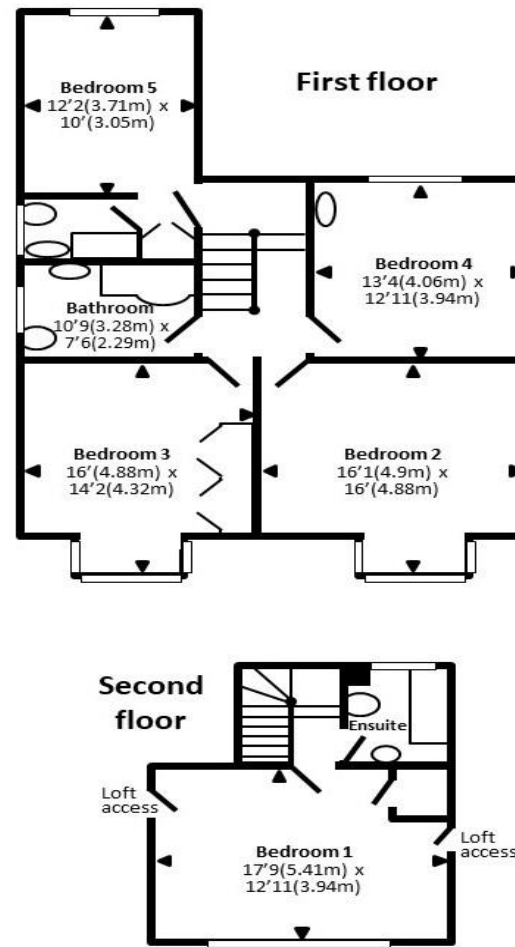 First floor
Bedroom 5
12'2(3.71m) x
10'(3.05m)
Bedroom 4
13'4(4.06m) x
12'11(3.94m)
Bathroom
10'9(3.28m) x
7'6(2.29m)
Bedroom 3
16'(4.88m) x
14'2(4.32m)
Bedroom 2
16'1(4.9m) x
16'(4.88m)
Second
floor
Ensuite
Loft
access
Bedroom 1
17'9(5.41m) x
12'11(3.94m)
Loft
access